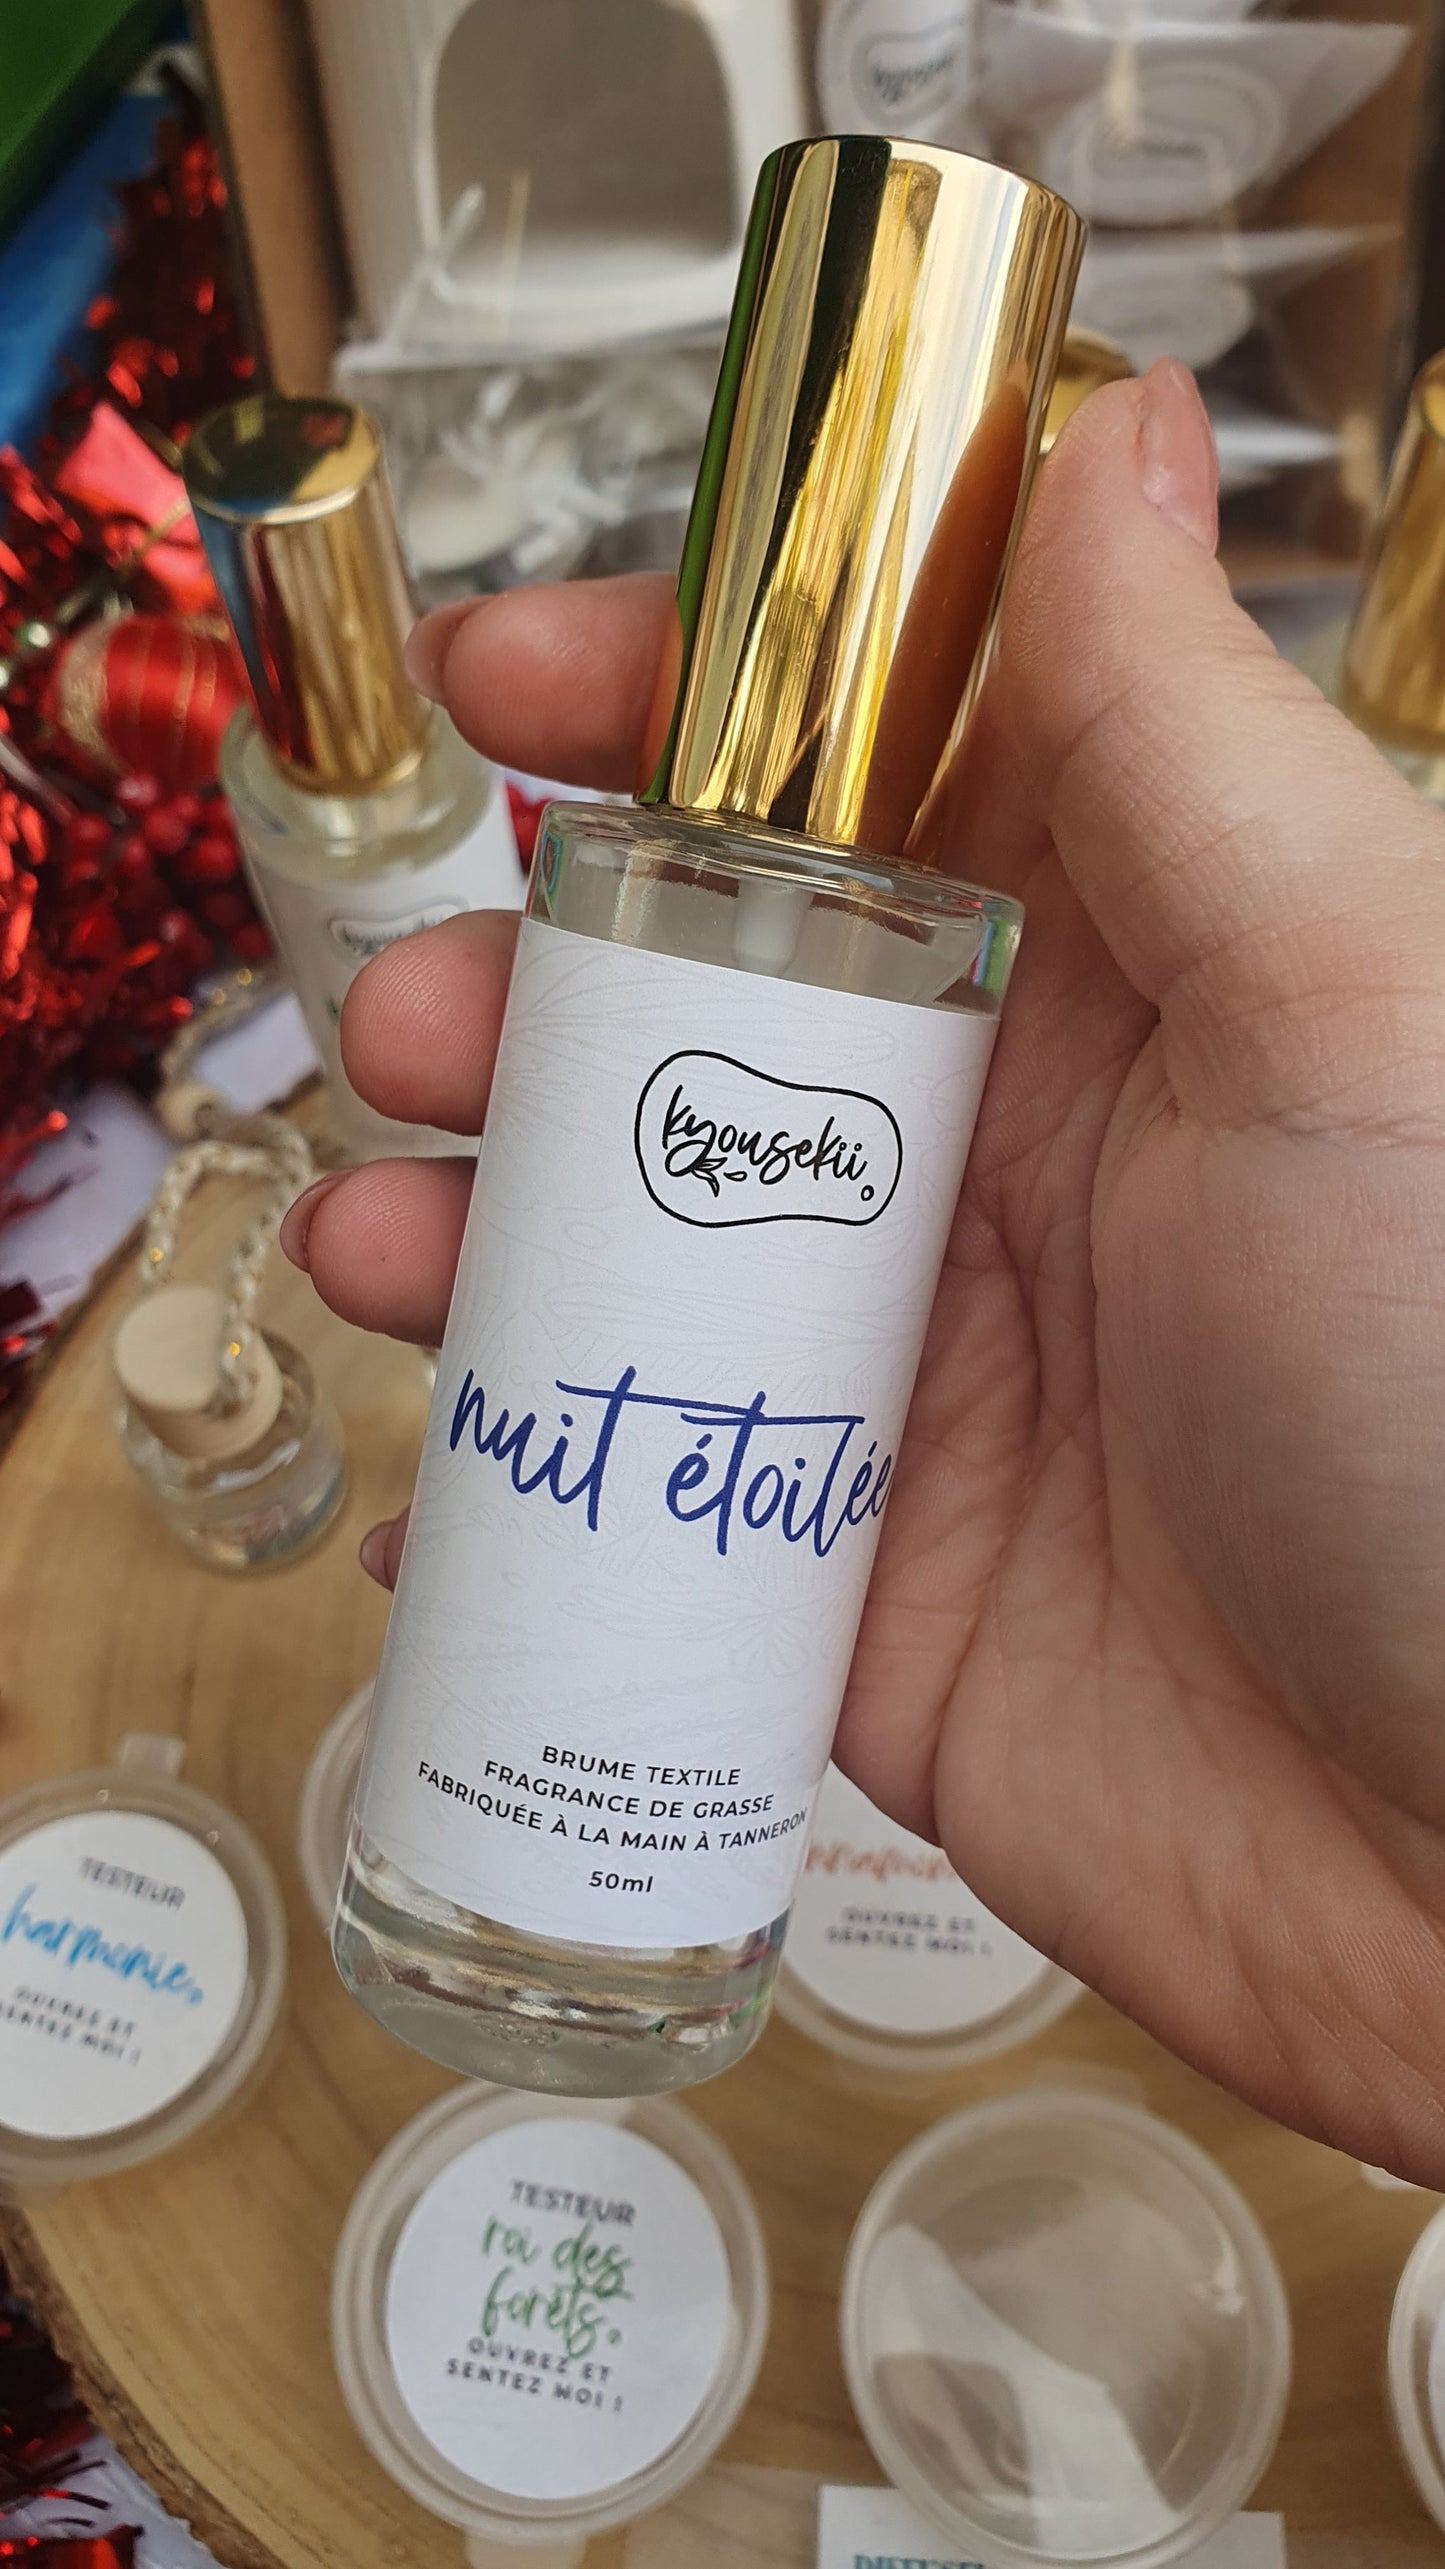 kyousekii
nuit étoilée
BRUME TEXTILE
FRAGRANCE DE GRASSE
FABRIQUÉE À LA MAIN À TANNERON
50ml
TESTEUR
harmonie
OUVREZ ET
SENTEZ MOI !
OUVREZ ET
SENTEZ MOI !
TESTEUR
roi des
forêts
OUVREZ ET
SENTEZ MOI !